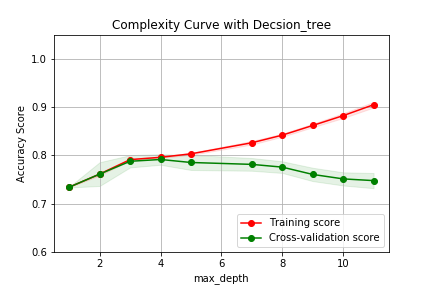 Complexity Curve with Decsion_tree
Accuracy Score
1.0
0.9
0.8
0.7
0.6
Training score
Cross-validation score
2 4 6 8 10
max_depth